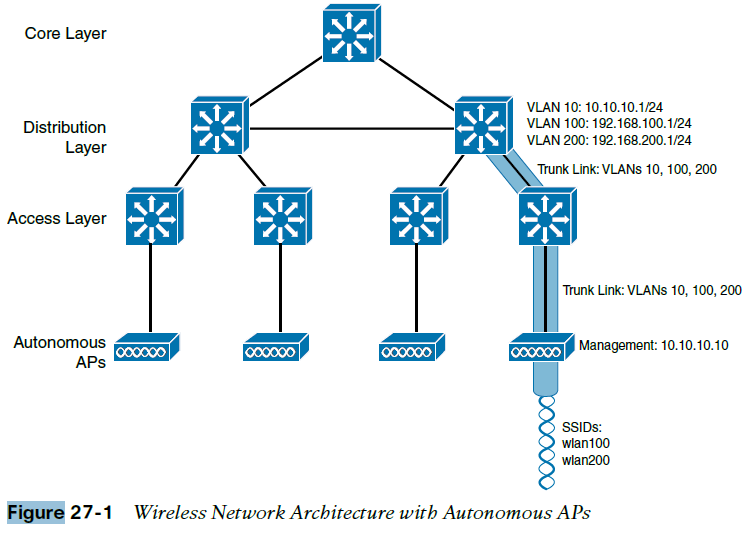 Core Layer
Distribution
Layer
VLAN 10: 10.10.10.1/24
VLAN 100: 192.168.100.1/24
VLAN 200: 192.168.200.1/24
Trunk Link: VLANs 10, 100, 200
Access Layer
Trunk Link: VLANs 10, 100, 200
Autonomous
APs
Management: 10.10.10.10
SSIDs:
wlan100
wlan200
Figure 27-1 Wireless Network Architecture with Autonomous APs